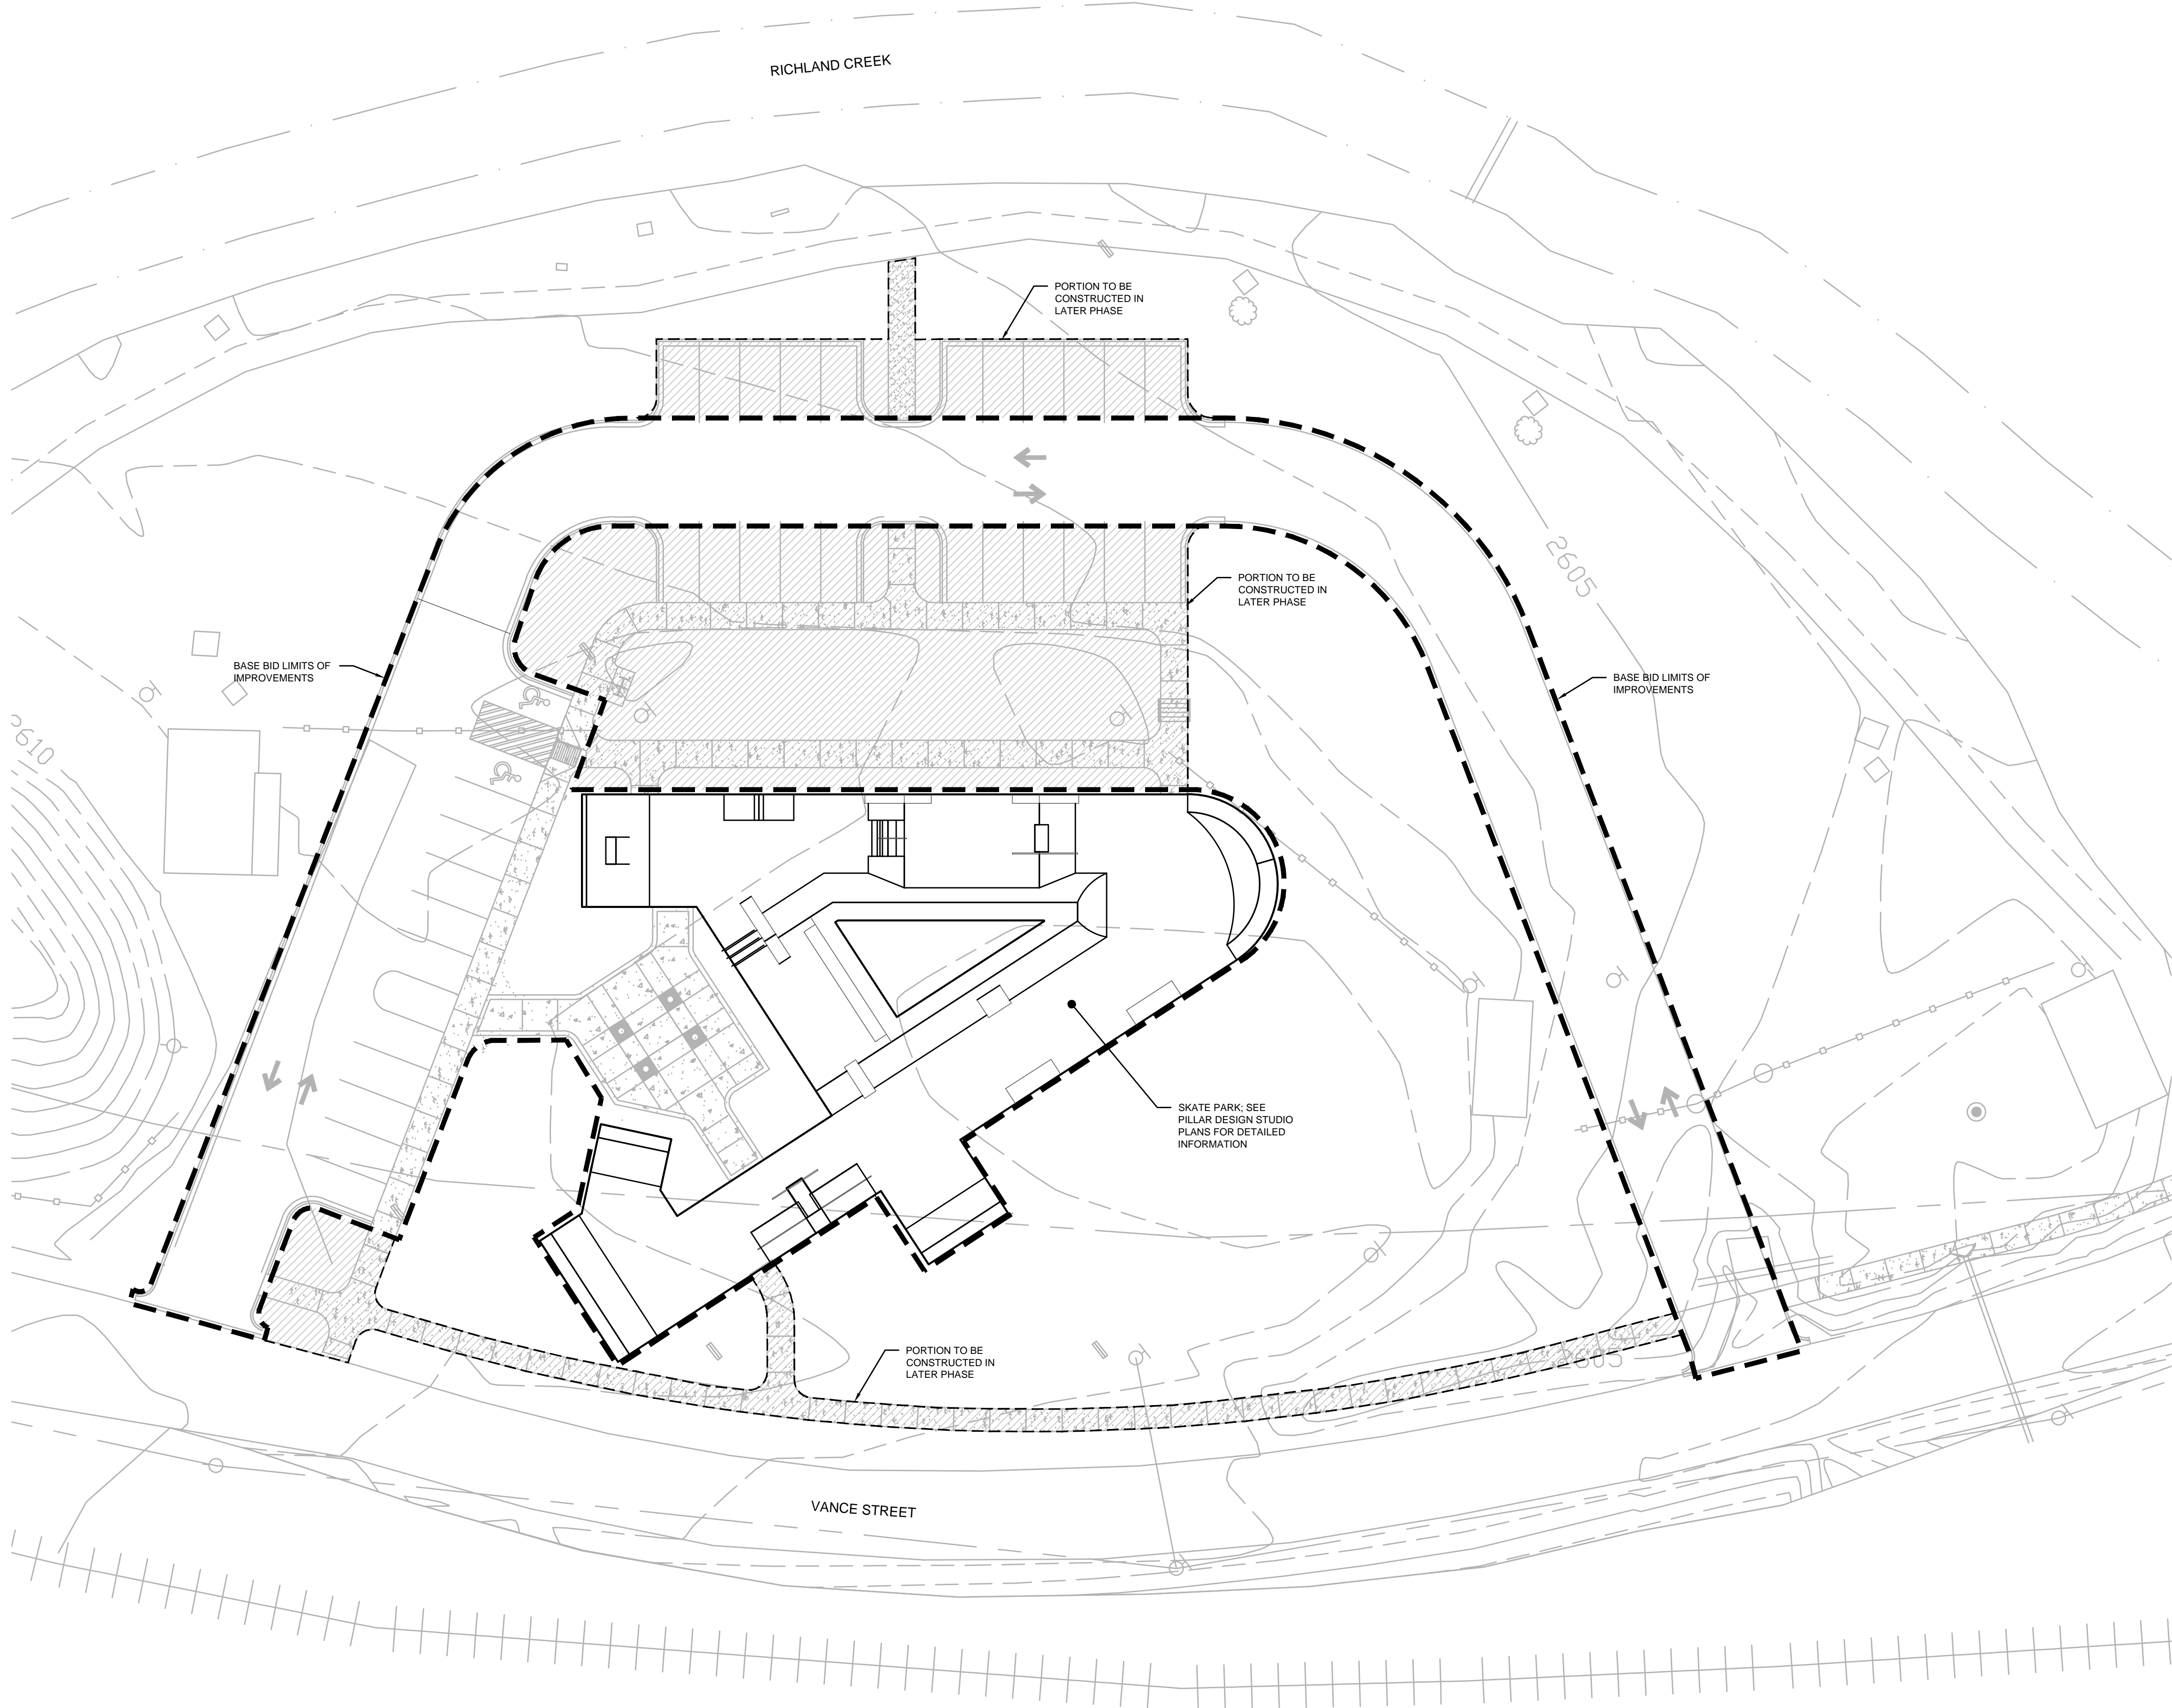 RICHLAND CREEK
PORTION TO BE
CONSTRUCTED IN
LATER PHASE
2605
PORTION TO BE
CONSTRUCTED IN
LATER PHASE
BASE BID LIMITS OF
IMPROVEMENTS
BASE BID LIMITS OF
IMPROVEMENTS
2610
SKATE PARK; SEE
PILLAR DESIGN STUDIO
PLANS FOR DETAILED
INFORMATION
PORTION TO BE
CONSTRUCTED IN
LATER PHASE
2605
VANCE STREET